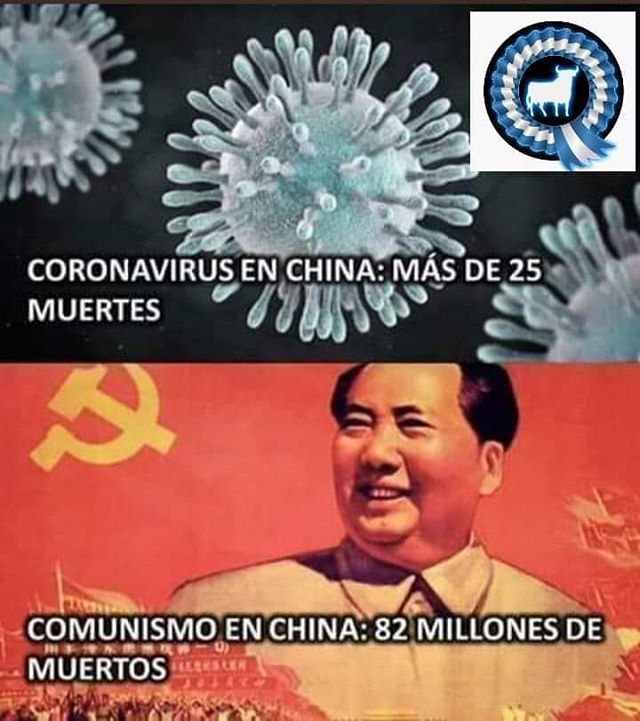 CORONAVIRUS EN CHINA: MÁS DE 25
MUERTES
COMUNISMO EN CHINA: 82 MILLONES DE
MUERTOS